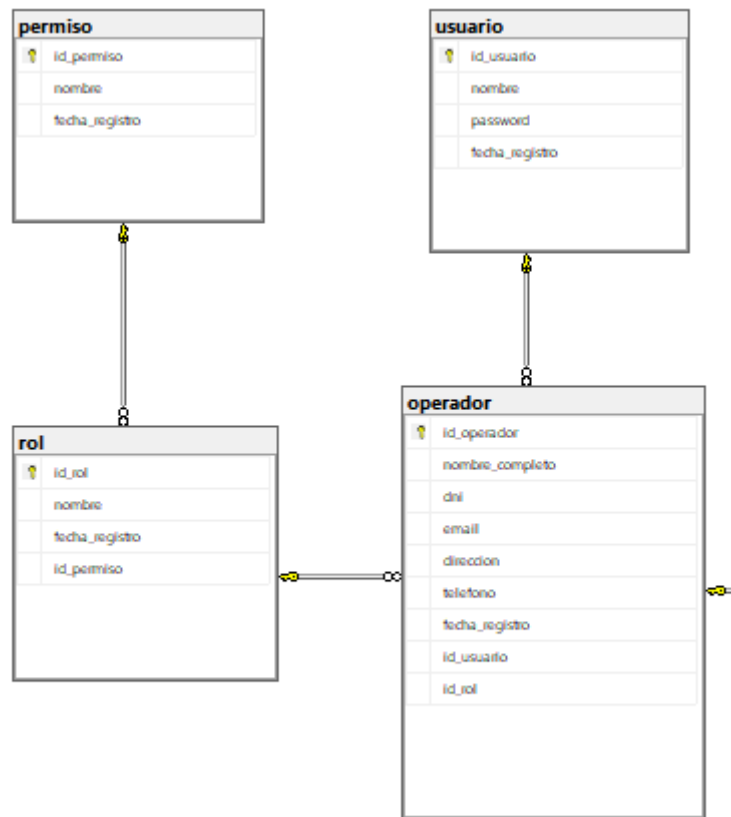 permiso
id_permiso
nombre
fecha_registro
usuario
id_usuario
nombre
password
fecha_registro
rol
id_rol
nombre
fecha_registro
id_permiso
operador
id_operador
nombre_completo
dni
email
direccion
telefono
fecha_registro
id_usuario
id_rol